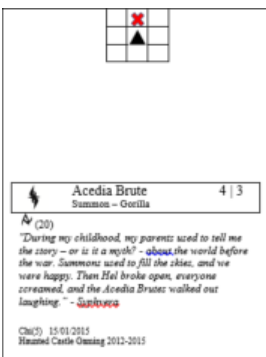 Acedia Brute 4 | 3
Summon – Gorilla
(20)
"During my childhood, my parents used to tell me
the story – or is it a myth? - about the world before
the war. Summons used to fill the skies, and we
were happy. Then Hel broke open, everyone
screamed, and the Acedia Brutes walked out
laughing." - Suphvera
Chi(5) 15/01/2015
Haunted Castle Gaming 2012-2015